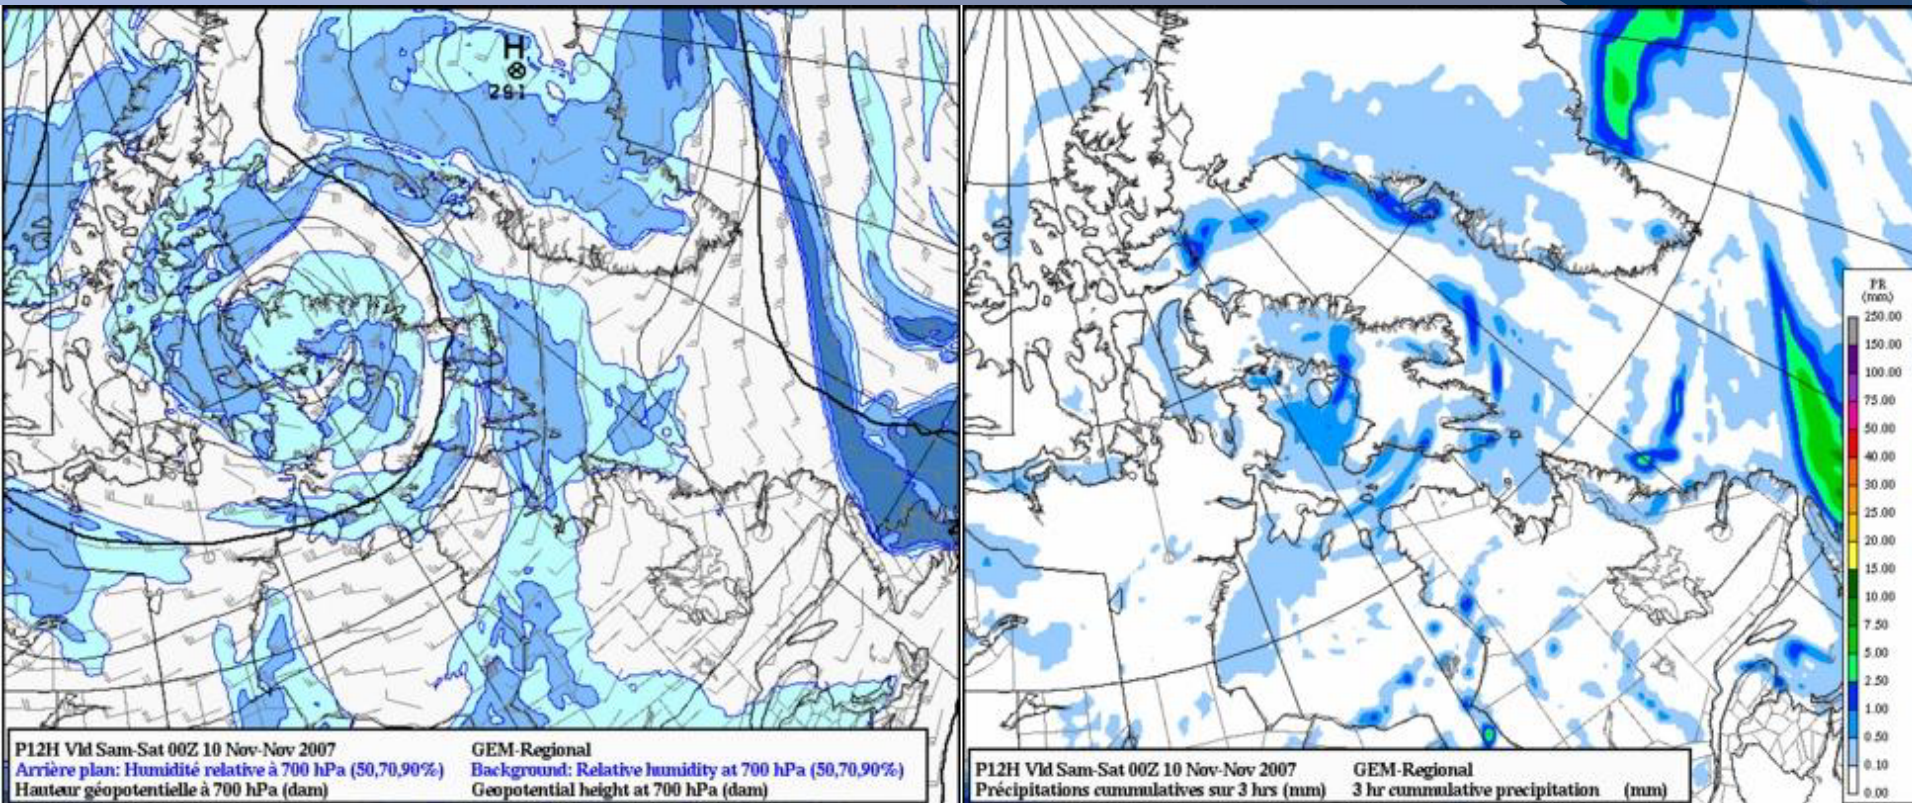 H
291
P12H Vld Sam-Sat 00Z 10 Nov-Nov 2007 GEM-Regional
Arrière plan: Humidité relative à 700 hPa (50,70,90%) Background: Relative humidity at 700 hPa (50,70,90%)
Hauteur géopotentielle à 700 hPa (dam) Geopotential height at 700 hPa (dam)
PR
(mm)
250.00
150.00
100.00
75.00
50.00
40.00
30.00
25.00
20.00
15.00
10.00
7.50
5.00
2.50
1.00
0.50
0.10
0.00
P12H Vld Sam-Sat 00Z 10 Nov-Nov 2007 GEM-Regional
Précipitations cummulatives sur 3 hrs (mm) 3 hr cummulative precipitation (mm)